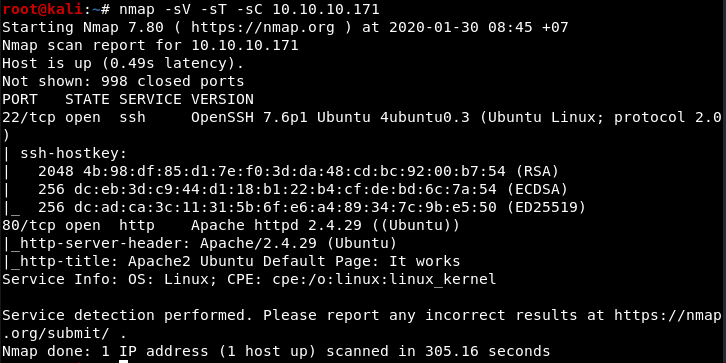 root@kali:~# nmap -sV -sT -sC 10.10.10.171
Starting Nmap 7.80 ( https://nmap.org ) at 2020-01-30 08:45 +07
Nmap scan report for 10.10.10.171
Host is up (0.49s latency).
Not shown: 998 closed ports
PORT   STATE SERVICE VERSION
22/tcp open  ssh     OpenSSH 7.6p1 Ubuntu 4ubuntu0.3 (Ubuntu Linux; protocol 2.0
)
| ssh-hostkey:
|   2048 4b:98:df:85:d1:7e:f0:3d:da:48:cd:bc:92:00:b7:54 (RSA)
|   256 dc:eb:3d:c9:44:d1:18:b1:22:b4:cf:de:bd:6c:7a:54 (ECDSA)
|_  256 dc:ad:ca:3c:11:31:5b:6f:e6:a4:89:34:7c:9b:e5:50 (ED25519)
80/tcp open  http    Apache httpd 2.4.29 ((Ubuntu))
|_http-server-header: Apache/2.4.29 (Ubuntu)
|_http-title: Apache2 Ubuntu Default Page: It works
Service Info: OS: Linux; CPE: cpe:/o:linux:linux_kernel
Service detection performed. Please report any incorrect results at https://nmap
.org/submit/ .
Nmap done: 1 IP address (1 host up) scanned in 305.16 seconds